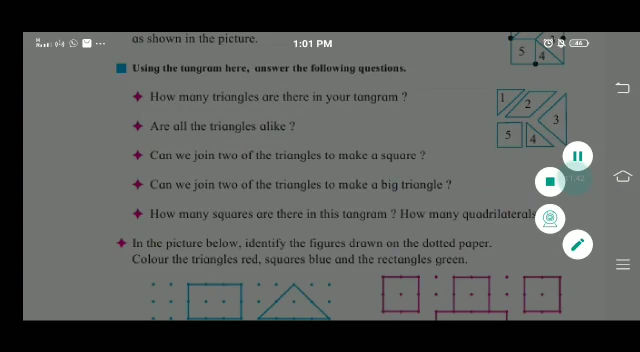 1:01 PM
46
as shown in the picture.
5
4
Using the tangram here, answer the following questions.
How many triangles are there in your tangram ?
1
2
3
5
4
Are all the triangles alike ?
Can we join two of the triangles to make a square ?
Can we join two of the triangles to make a big triangle ?
How many squares are there in this tangram ? How many quadrilaterals
In the picture below, identify the figures drawn on the dotted paper.
Colour the triangles red, squares blue and the rectangles green.